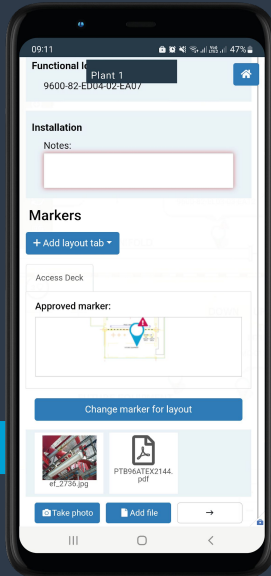 09:11
47%
Functional lo
Plant 1
9600-82-ED04-02-EA07
Installation
Notes:
Markers
+ Add layout tab
Access Deck
Approved marker:
Change marker for layout
ef_2736.jpg
PTB96ATEX2144.
pdf
Take photo
Add file